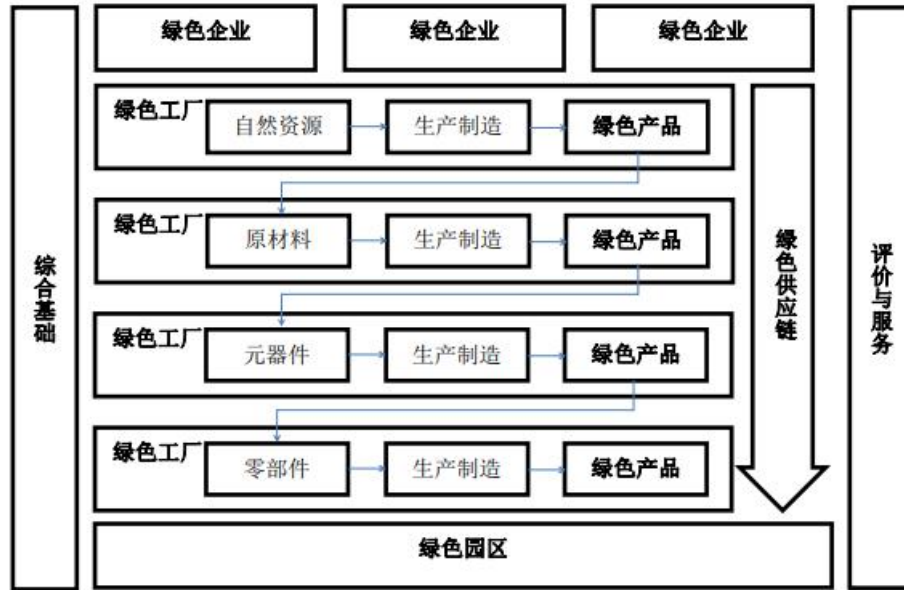 绿色企业
绿色企业
绿色企业
绿色工厂
自然资源
生产制造
绿色产品
绿色工厂
原材料
生产制造
绿色产品
绿色工厂
元器件
生产制造
绿色产品
绿色工厂
零部件
生产制造
绿色产品
综合基础
绿色供应链
评价与服务
绿色园区